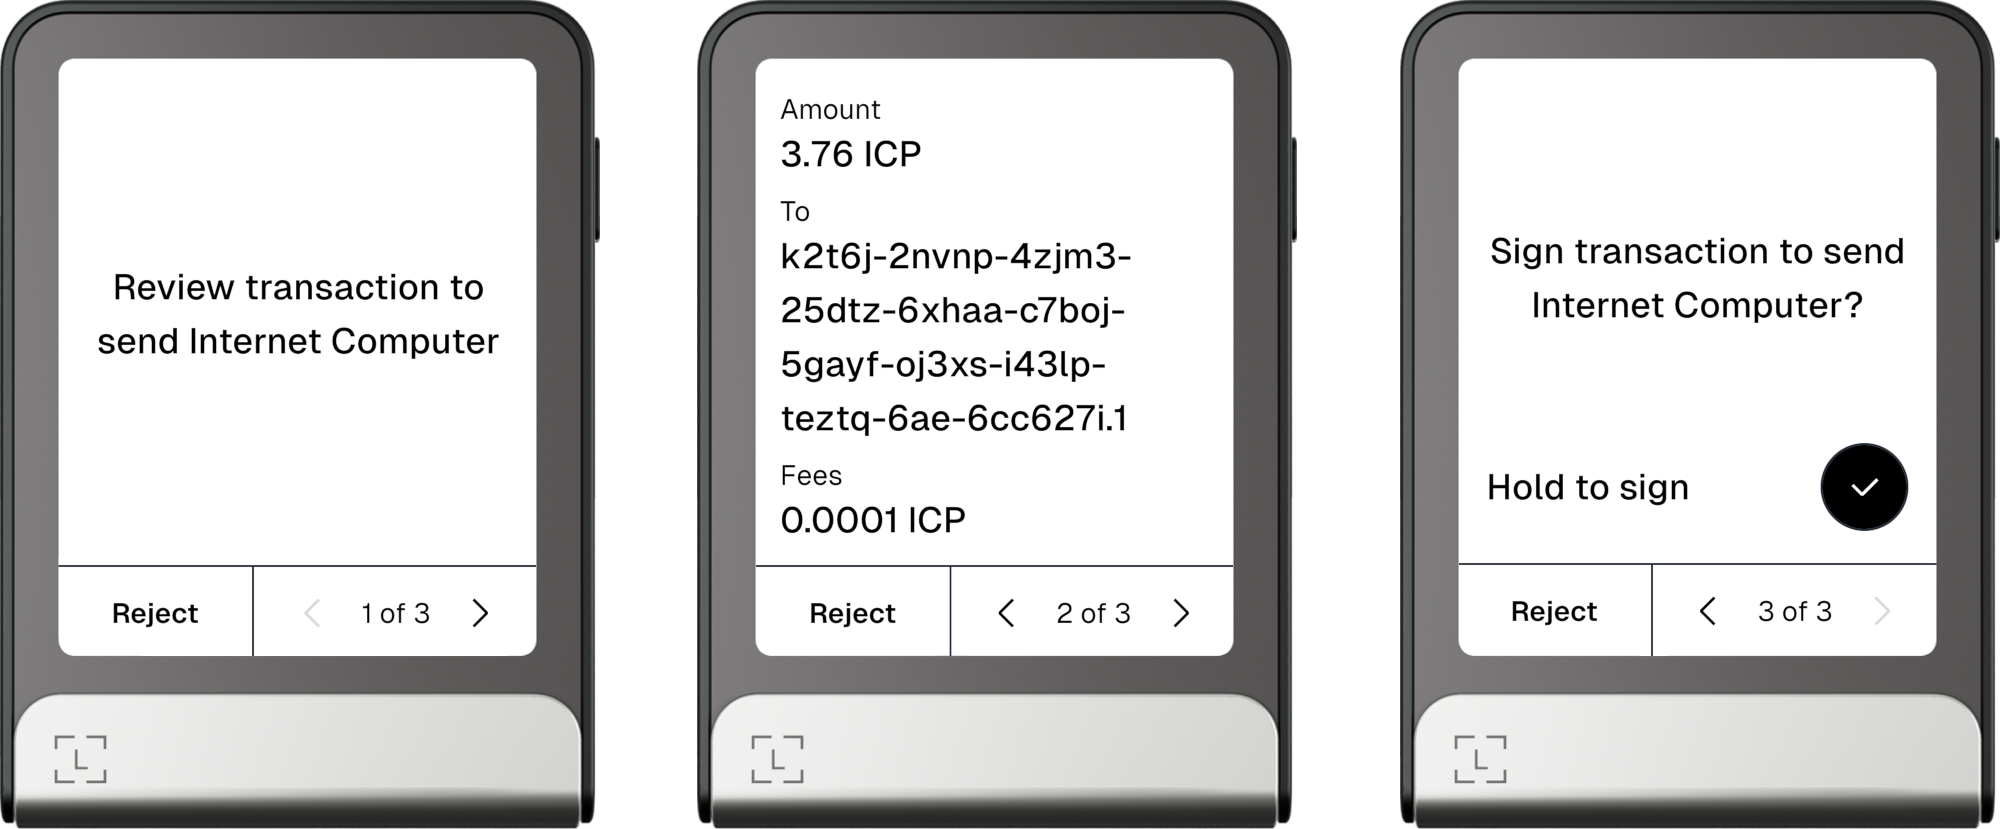 Review transaction to
send Internet Computer
Reject
1 of 3
Amount
3.76 ICP
To
k2t6j-2nvnp-4zjm3-
25dtz-6xhaa-c7boj-
5gayf-oj3xs-i43lp-
teztq-6ae-6cc627i.1
Fees
0.0001 ICP
Reject
2 of 3
Sign transaction to send
Internet Computer?
Hold to sign
Reject
3 of 3